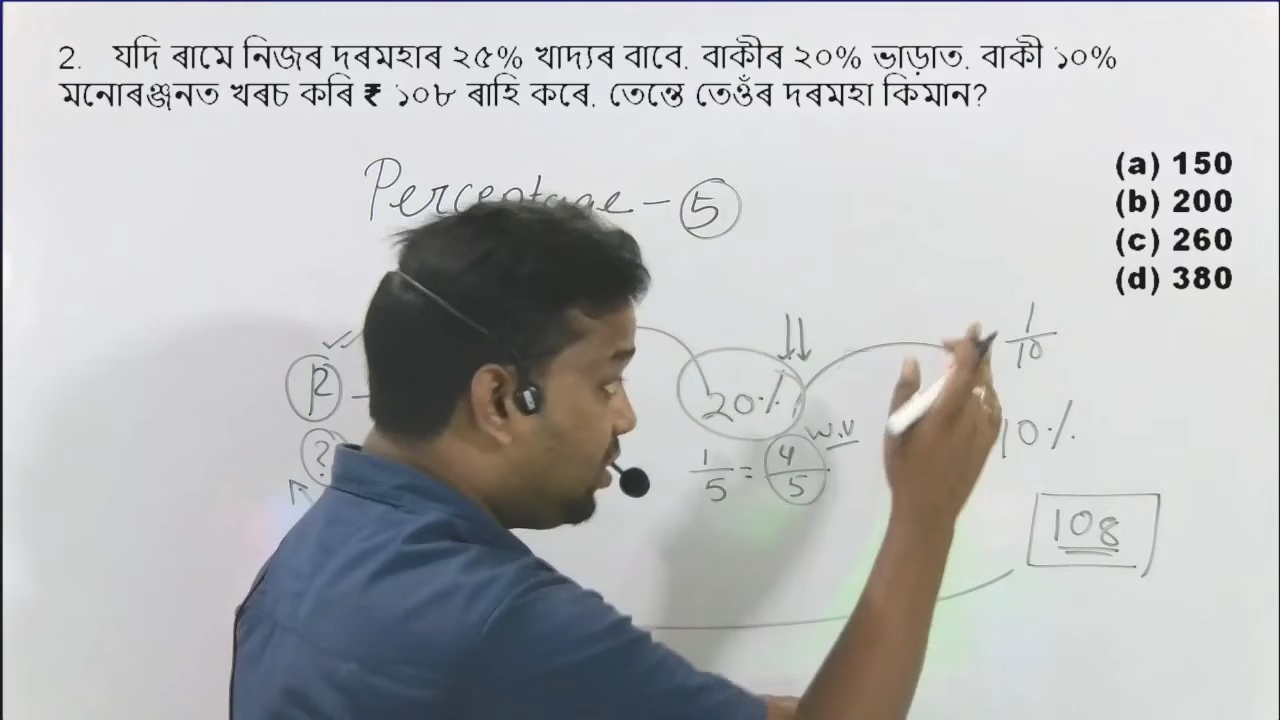 2. যদি ৰামে নিজৰ দৰমহাৰ ২৫% খাদ্যৰ বাবে. বাকীৰ ২০% ভাড়াত. বাকী ১০%
মনোৰঞ্জনত খৰচ কৰি ₹ ১০৮ ৰাহি কৰে. তেন্তে তেওঁৰ দৰমহা কিমান?
(a) 150
(b) 200
(c) 260
(d) 380
Percentage - 5
1/10
R
20%
10%
W.V
?
1/5 = 4/5
108